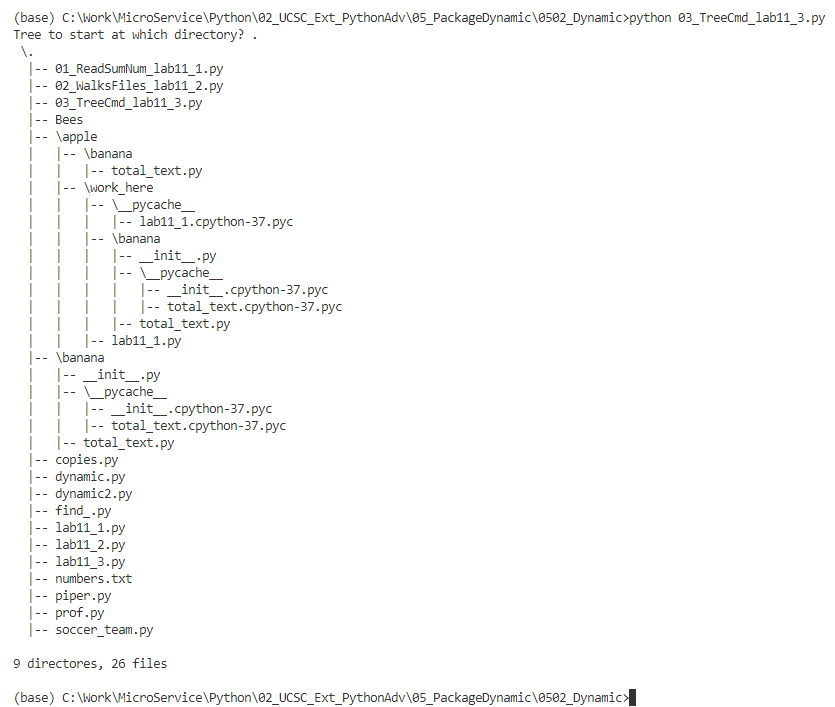 (base) C:\Work\MicroService\Python\02_UCSC_Ext_PythonAdv\05_PackageDynamic\0502_Dynamic>python 03_TreeCmd_lab11_3.py
Tree to start at which directory? .
 \.
  |-- 01_ReadSumNum_lab11_1.py
  |-- 02_WalksFiles_lab11_2.py
  |-- 03_TreeCmd_lab11_3.py
  |-- Bees
  |-- \apple
  |   |-- \banana
  |   |   |-- total_text.py
  |   |-- \work_here
  |   |   |-- \__pycache__
  |   |   |   |-- lab11_1.cpython-37.pyc
  |   |   |-- \banana
  |   |   |   |-- __init__.py
  |   |   |   |-- \__pycache__
  |   |   |   |   |-- __init__.cpython-37.pyc
  |   |   |   |   |-- total_text.cpython-37.pyc
  |   |   |   |-- total_text.py
  |   |   |-- lab11_1.py
  |-- \banana
  |   |-- __init__.py
  |   |-- \__pycache__
  |   |   |-- __init__.cpython-37.pyc
  |   |   |-- total_text.cpython-37.pyc
  |   |-- total_text.py
  |-- copies.py
  |-- dynamic.py
  |-- dynamic2.py
  |-- find_.py
  |-- lab11_1.py
  |-- lab11_2.py
  |-- lab11_3.py
  |-- numbers.txt
  |-- piper.py
  |-- prof.py
  |-- soccer_team.py
9 directores, 26 files
(base) C:\Work\MicroService\Python\02_UCSC_Ext_PythonAdv\05_PackageDynamic\0502_Dynamic>